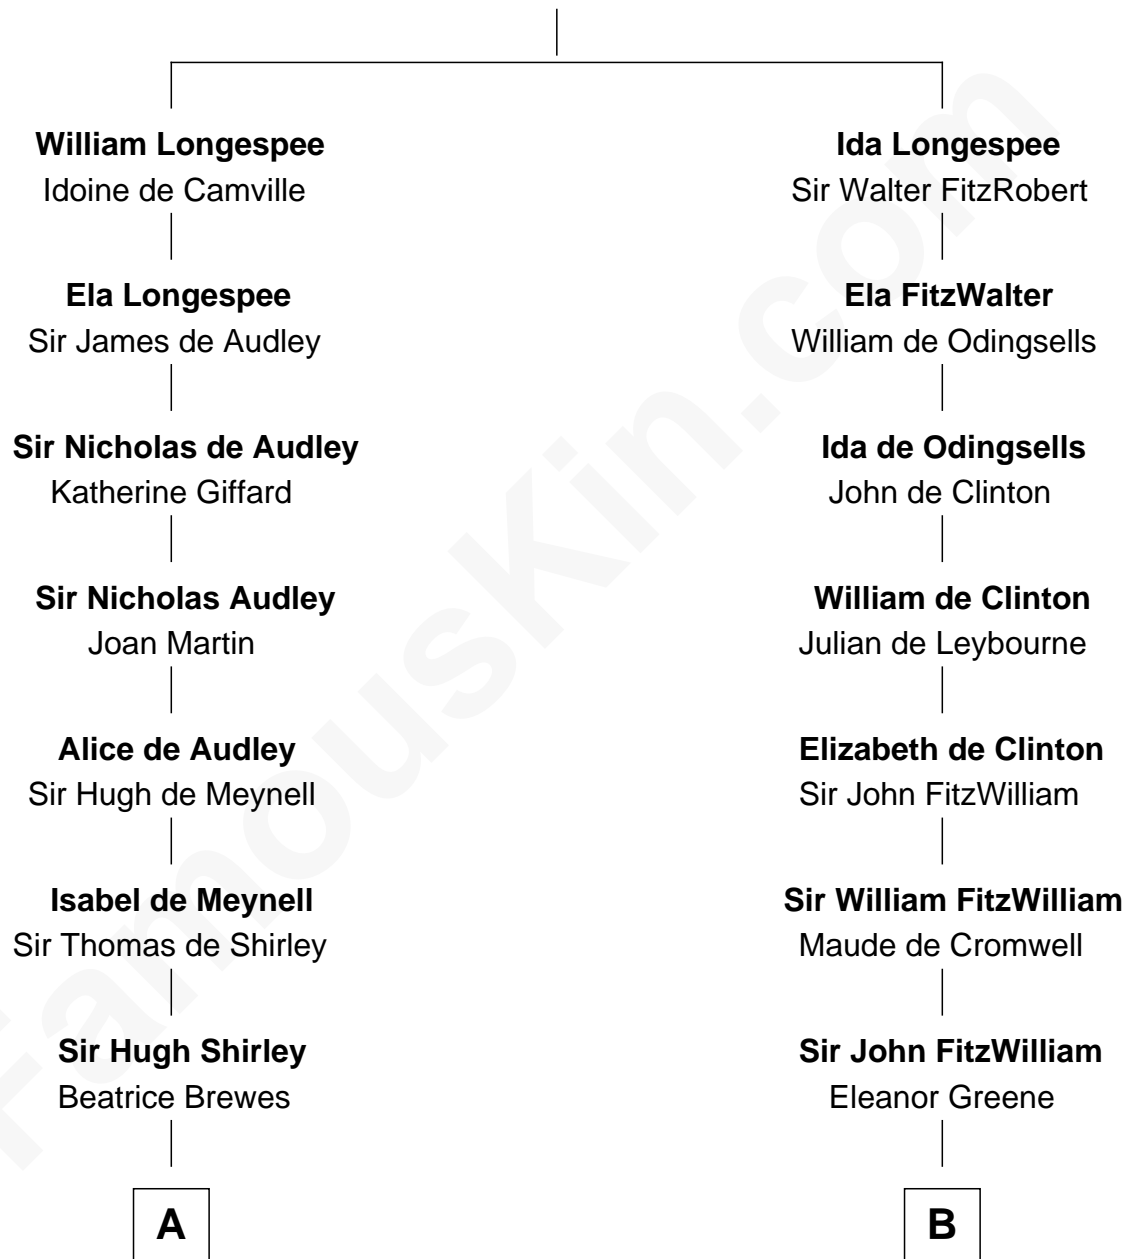 William Longespee
Idoine de Camville
Ela Longespee
Sir James de Audley
Sir Nicholas de Audley
Katherine Giffard
Sir Nicholas Audley
Joan Martin
Alice de Audley
Sir Hugh de Meynell
Isabel de Meynell
Sir Thomas de Shirley
Sir Hugh Shirley
Beatrice Brewes
A
Ida Longespee
Sir Walter FitzRobert
Ela FitzWalter
William de Odingsells
Ida de Odingsells
John de Clinton
William de Clinton
Julian de Leybourne
Elizabeth de Clinton
Sir John FitzWilliam
Sir William FitzWilliam
Maude de Cromwell
Sir John FitzWilliam
Eleanor Greene
B
FamousKin.com